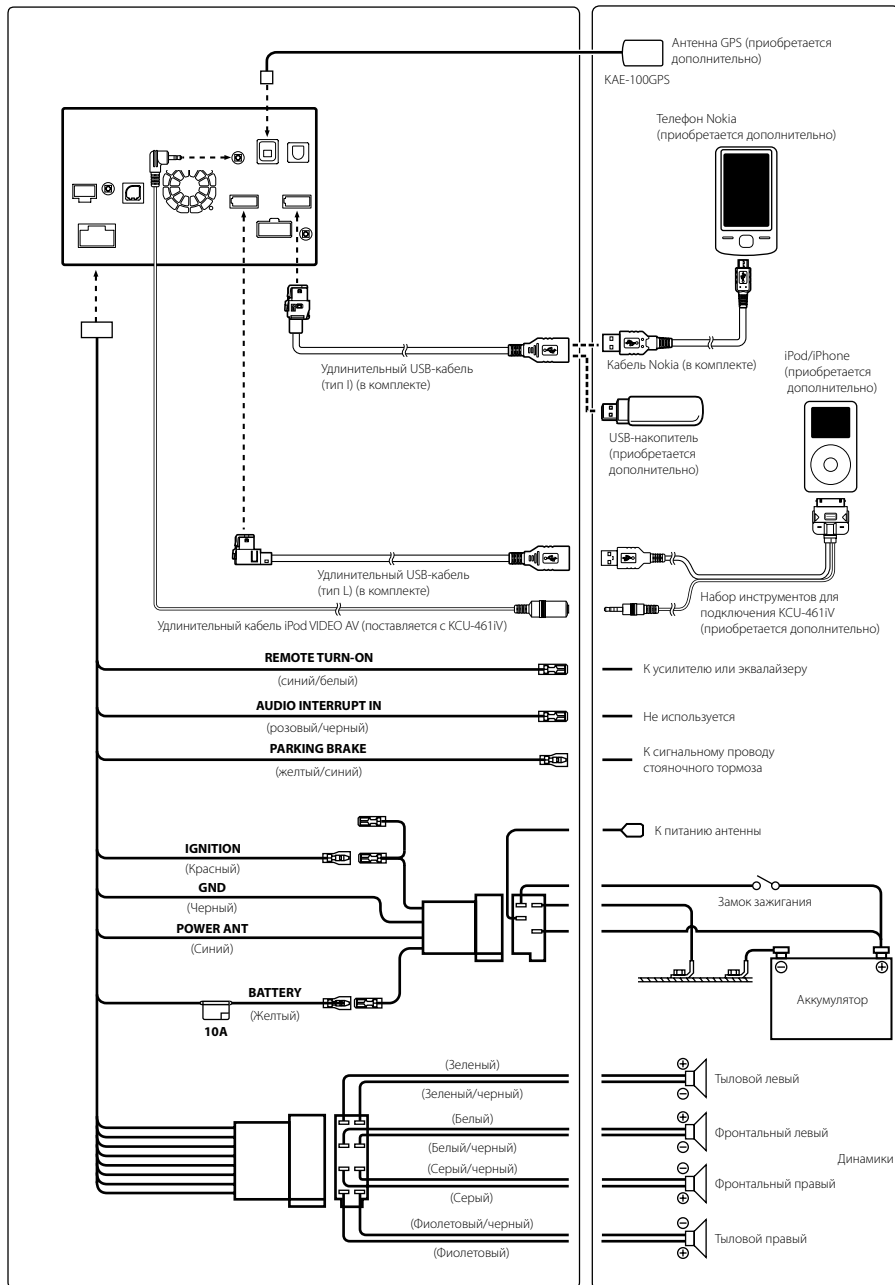 Антенна GPS (приобретается
дополнительно)
KAE-100GPS
Телефон Nokia
(приобретается дополнительно)
Удлинительный USB-кабель
(тип I) (в комплекте)
Кабель Nokia (в комплекте)
iPod/iPhone
(приобретается
дополнительно)
USB-накопитель
(приобретается
дополнительно)
Удлинительный USB-кабель
(тип L) (в комплекте)
Набор инструментов для
подключения KCU-461iV
(приобретается дополнительно)
Удлинительный кабель iPod VIDEO AV (поставляется с KCU-461iV)
REMOTE TURN-ON
(синий/белый)
К усилителю или эквалайзеру
AUDIO INTERRUPT IN
(розовый/черный)
Не используется
PARKING BRAKE
(желтый/синий)
К сигнальному проводу
стояночного тормоза
К питанию антенны
IGNITION
(Красный)
Замок зажигания
GND
(Черный)
POWER ANT
(Синий)
BATTERY
(Желтый)
10A
⊖ ⊕
Аккумулятор
(Зеленый)
(Зеленый/черный)
⊕
⊖
Тыловой левый
(Белый)
(Белый/черный)
⊕
⊖
Фронтальный левый
Динамики
(Серый/черный)
(Серый)
⊖
⊕
Фронтальный правый
(Фиолетовый/черный)
(Фиолетовый)
⊖
⊕
Тыловой правый